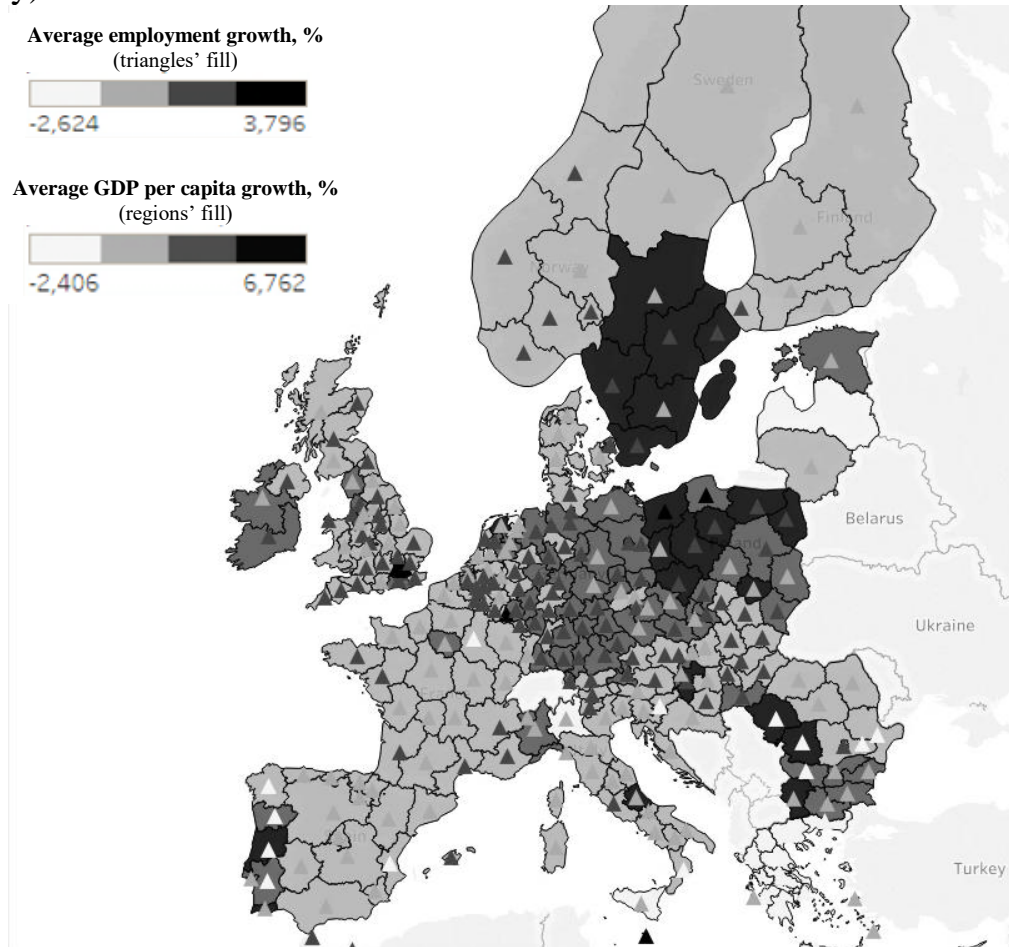 y,
Average employment growth, %
(triangles' fill)
-2,624 3,796
Average GDP per capita growth, %
(regions' fill)
-2,406 6,762
Sweden
Finland
Norway
Belarus
Ukraine
Turkey